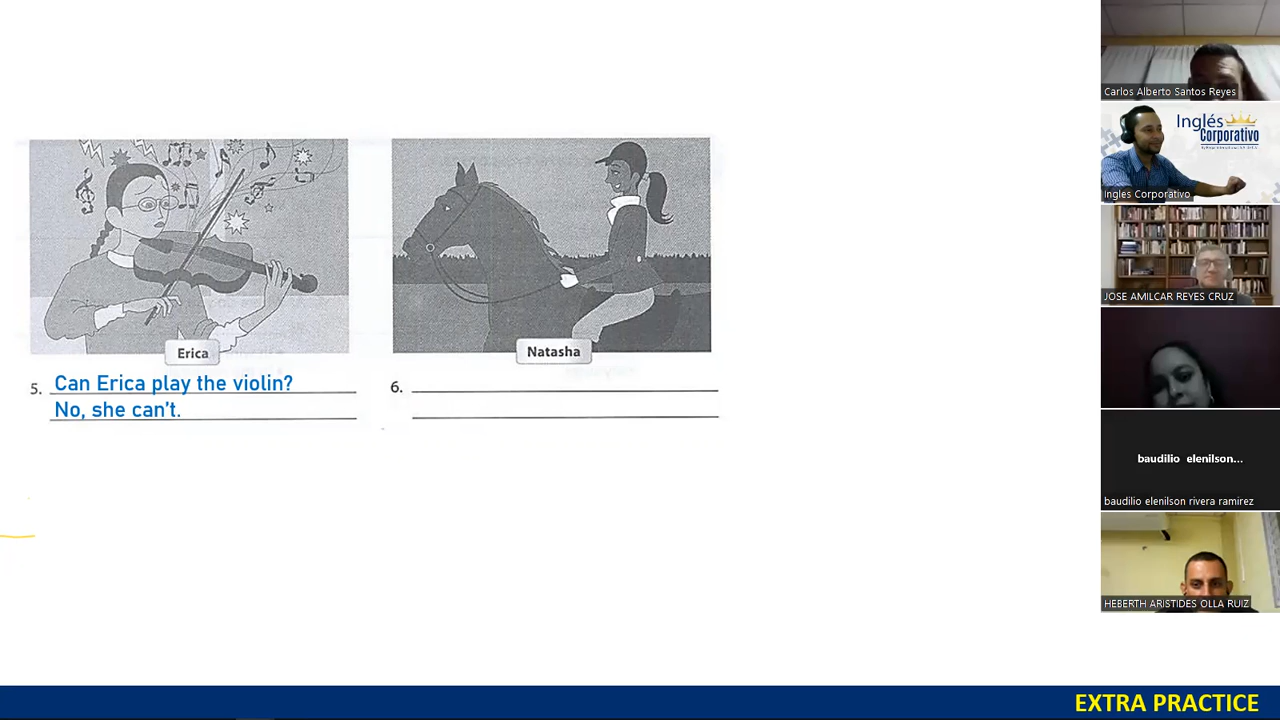 Erica
Natasha
5. Can Erica play the violin?
No, she can't.
6.
EXTRA PRACTICE
Carlos Alberto Santos Reyes
Inglés
Corporativo
Ingles Corporativo
JOSE AMILCAR REYES CRUZ
baudilio elenilson...
baudilio elenilson rivera ramirez
HEBERTH ARISTIDES OLLA RUIZ